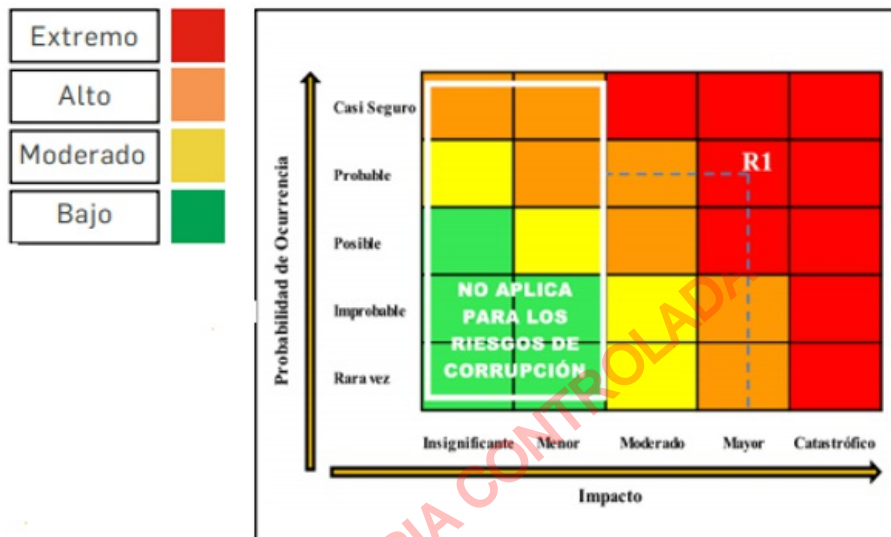 Extremo
Alto
Moderado
Bajo
Probabilidad de Ocurrencia
Casi Seguro
Probable
Posible
Improbable
Rara vez
R1
NO APLICA
PARA LOS
RIESGOS DE
CORRUPCIÓN
Insignificante Menor Moderado Mayor Catastrófico
Impacto
PIA CONTROLADA